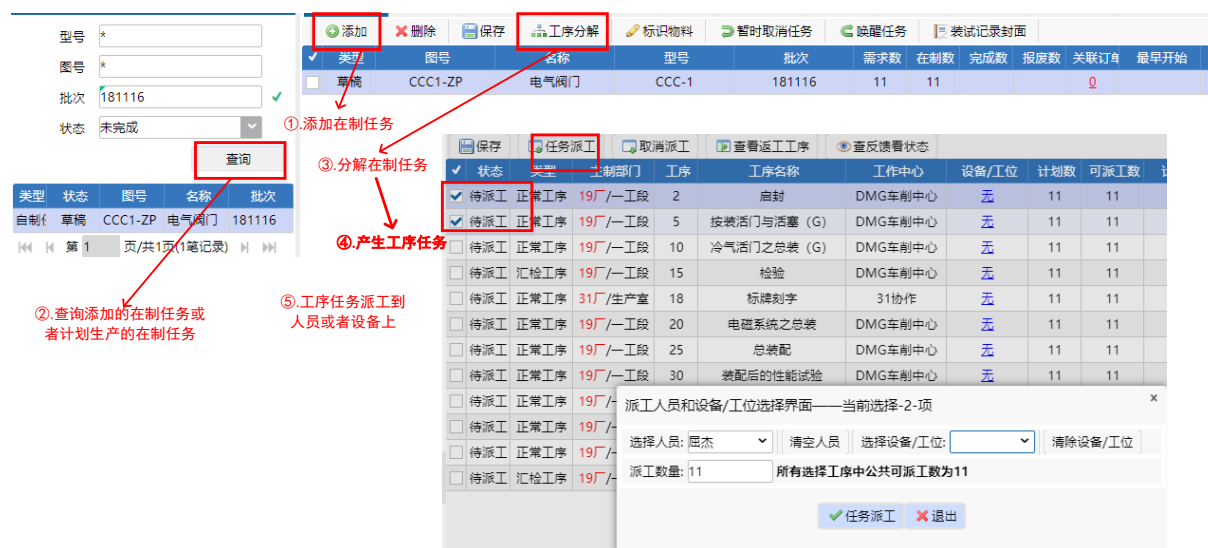 型号 *
图号 *
批次 181116
状态 未完成
查询
类型 状态 图号 名称 批次
自制 草稿 CCC1-ZP 电气阀门 181116
第 1 页/共1页(1笔记录)
②.查询添加的在制任务或
者计划生产的在制任务
添加 删除 保存 工序分解 标识物料 暂时取消任务 唤醒任务 装试记录封面
类型 图号 名称 型号 批次 需求数 在制数 完成数 报废数 关联订单 最早开始
草稿 CCC1-ZP 电气阀门 CCC-1 181116 11 11 0
①.添加在制任务
③.分解在制任务
④.产生工序任务
⑤.工序任务派工到
人员或者设备上
保存 任务派工 取消派工 查看返工工序 查反馈看状态
状态 类型 主制部门 工序 工序名称 工作中心 设备/工位 计划数 可派工数
待派工 正常工序 19厂/一工段 2 启封 DMG车削中心 无 11 11
待派工 正常工序 19厂/一工段 5 按装活门与活塞（G） DMG车削中心 无 11 11
待派工 正常工序 19厂/一工段 10 冷气活门之总装（G） DMG车削中心 无 11 11
待派工 汇检工序 19厂/一工段 15 检验 DMG车削中心 无 11 11
待派工 正常工序 31厂/生产室 18 标牌刻字 31协作 无 11 11
待派工 正常工序 19厂/一工段 20 电磁系统之总装 DMG车削中心 无 11 11
待派工 正常工序 19厂/一工段 25 总装配 DMG车削中心 无 11 11
待派工 正常工序 19厂/一工段 30 装配后的性能试验 DMG车削中心 无 11 11
待派工 正常工序 19厂/
待派工 正常工序 19厂/
待派工 正常工序 19厂/
待派工 汇检工序 19厂/
派工人员和设备/工位选择界面——当前选择-2-项 x
选择人员: 屈杰 清空人员 选择设备/工位: 清除设备/工位
派工数量: 11 所有选择工序中公共可派工数为11
任务派工 退出